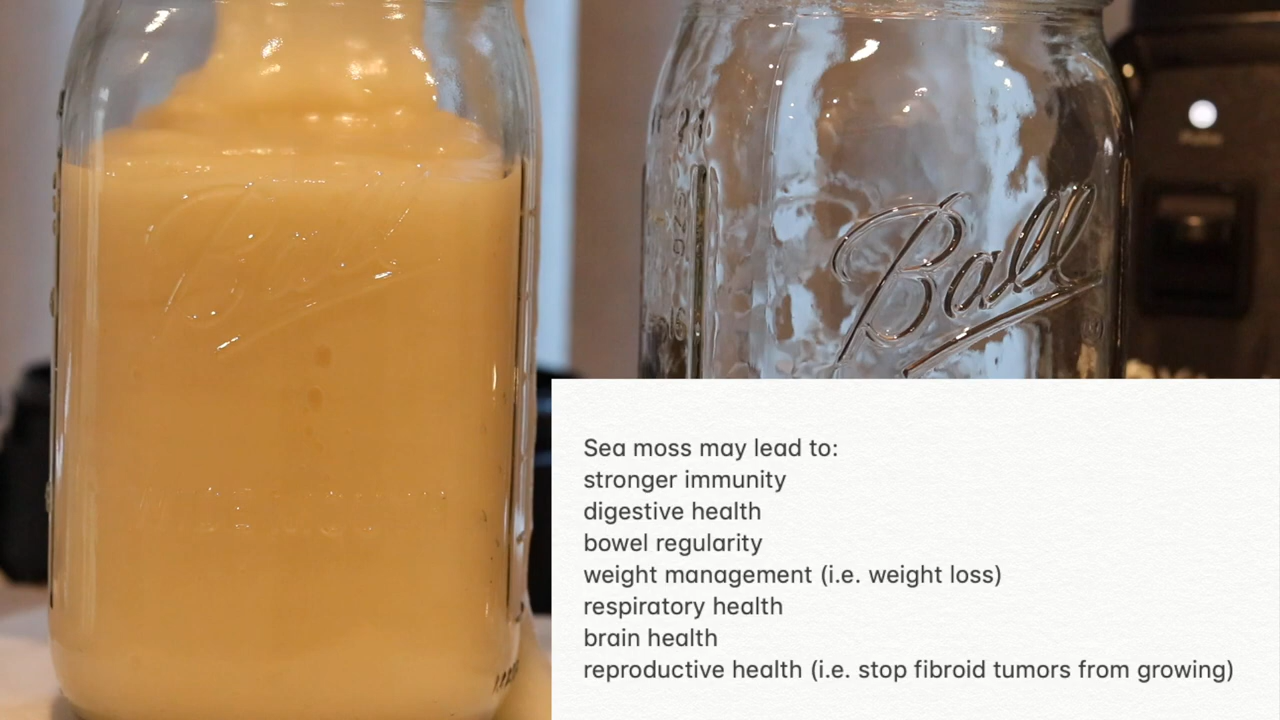 Ball
Ball
Sea moss may lead to:
stronger immunity
digestive health
bowel regularity
weight management (i.e. weight loss)
respiratory health
brain health
reproductive health (i.e. stop fibroid tumors from growing)